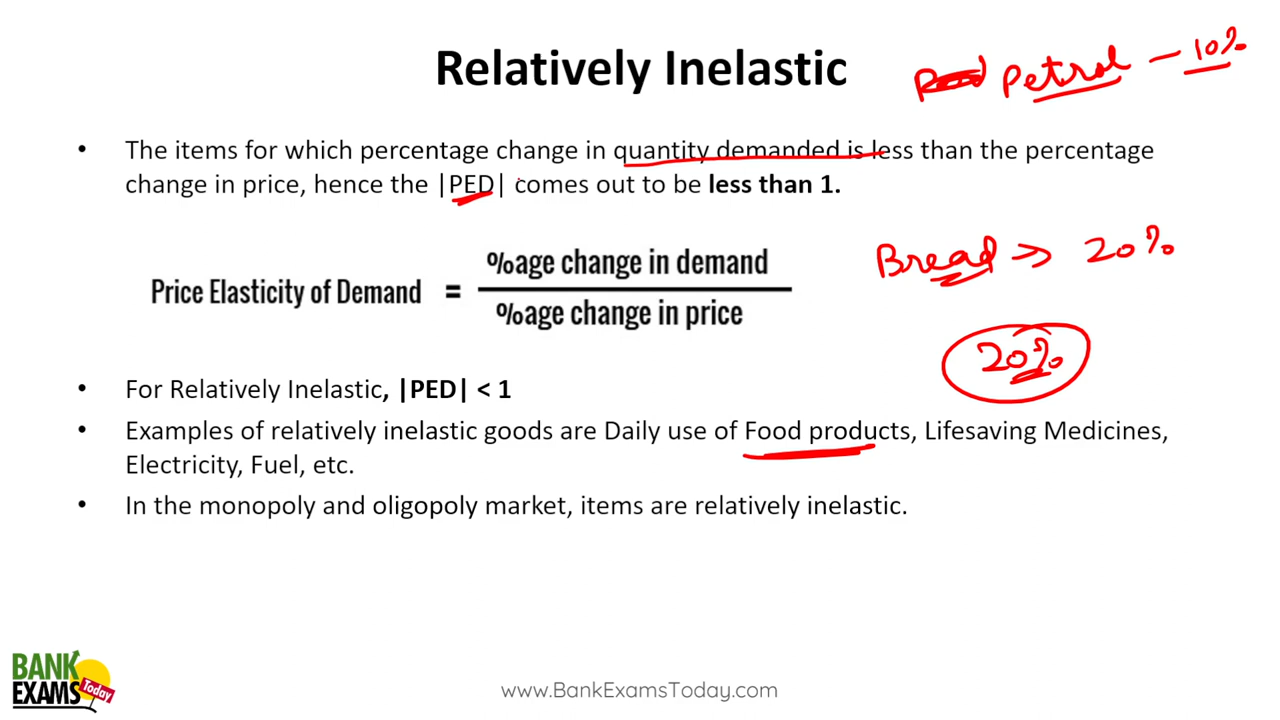 Relatively Inelastic
Petrol – 10%
• The items for which percentage change in quantity demanded is less than the percentage
change in price, hence the |PED| comes out to be less than 1.
Bread → 20%
Price Elasticity of Demand = %age change in demand
%age change in price
20%
• For Relatively Inelastic, |PED| < 1
• Examples of relatively inelastic goods are Daily use of Food products, Lifesaving Medicines,
Electricity, Fuel, etc.
• In the monopoly and oligopoly market, items are relatively inelastic.
BANK
EXAMS Today
www.BankExamsToday.com